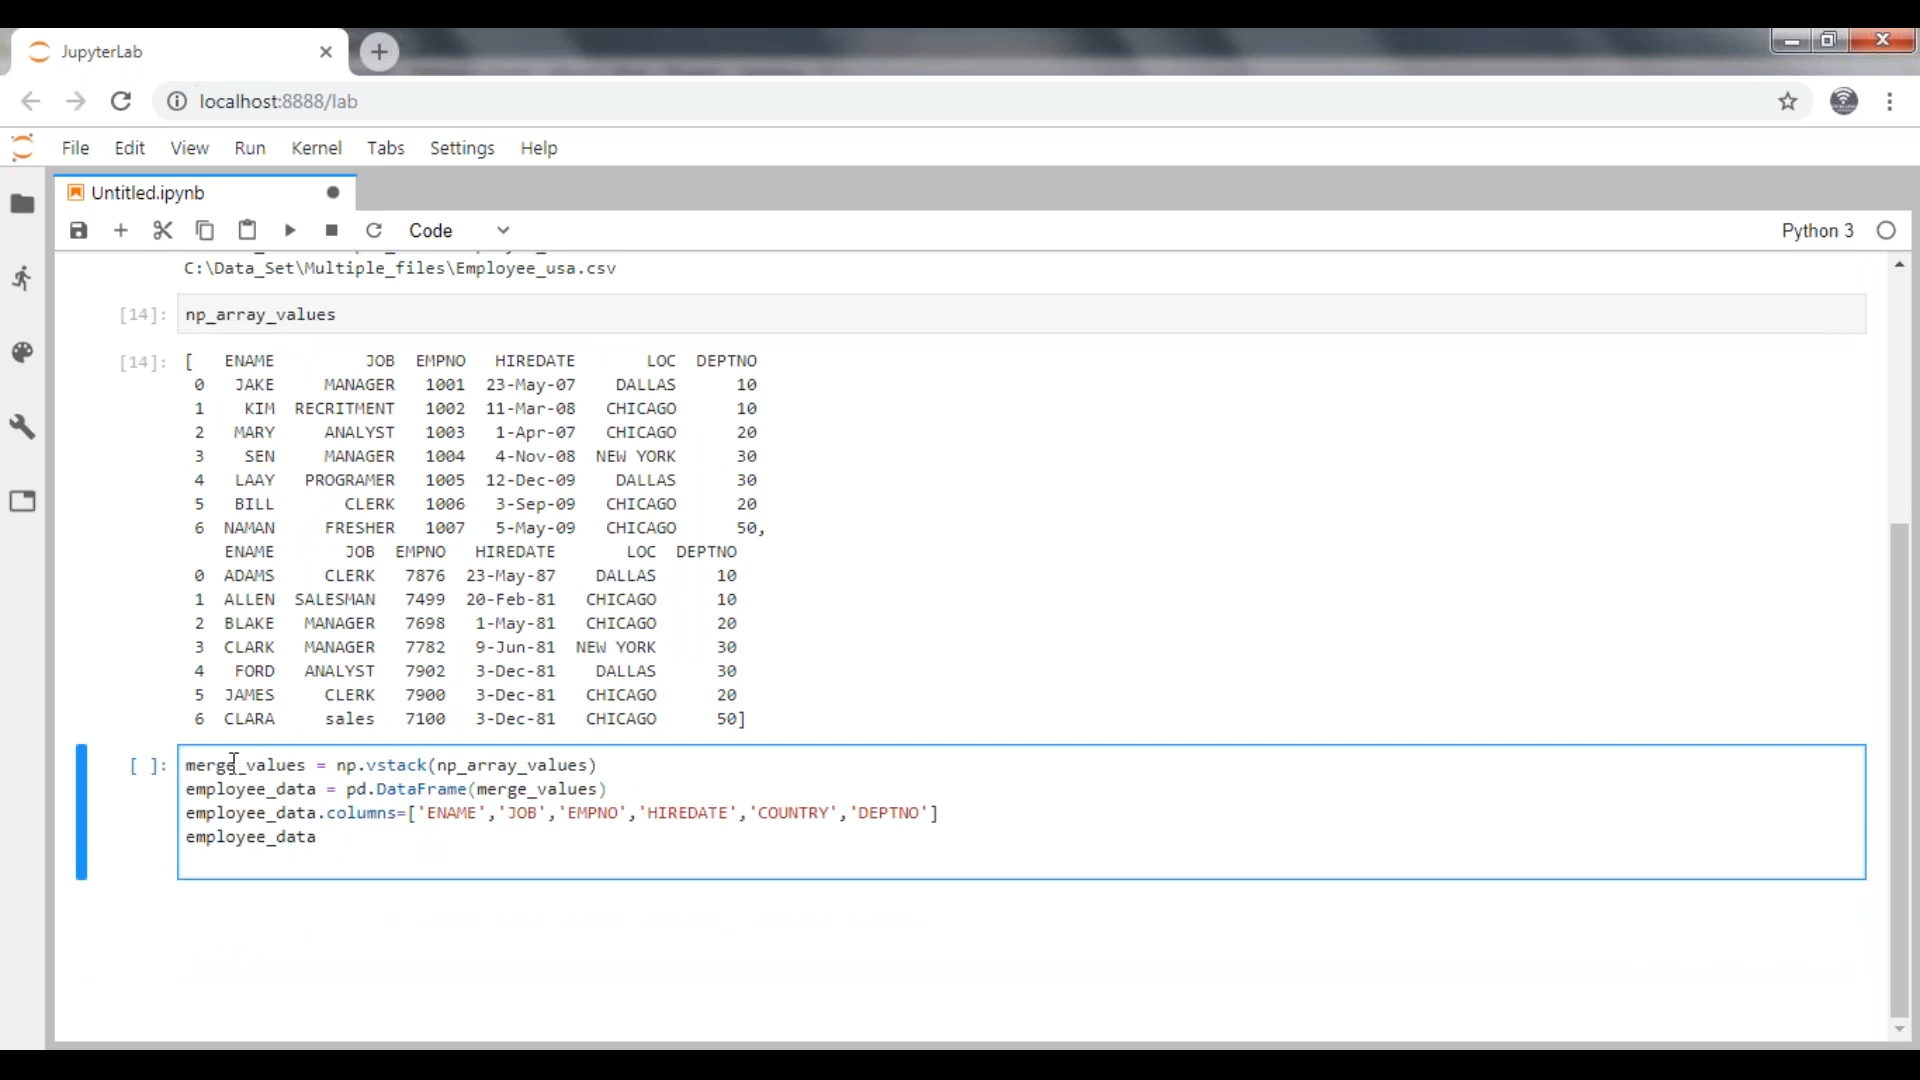 JupyterLab
localhost:8888/lab
File Edit View Run Kernel Tabs Settings Help
Untitled.ipynb
Code Python 3
C:\Data_Set\Multiple_files\Employee_usa.csv
[14]: np_array_values
[14]: [ ENAME JOB EMPNO HIREDATE LOC DEPTNO
0 JAKE MANAGER 1001 23-May-07 DALLAS 10
1 KIM RECRITMENT 1002 11-Mar-08 CHICAGO 10
2 MARY ANALYST 1003 1-Apr-07 CHICAGO 20
3 SEN MANAGER 1004 4-Nov-08 NEW YORK 30
4 LAAY PROGRAMER 1005 12-Dec-09 DALLAS 30
5 BILL CLERK 1006 3-Sep-09 CHICAGO 20
6 NAMAN FRESHER 1007 5-May-09 CHICAGO 50,
ENAME JOB EMPNO HIREDATE LOC DEPTNO
0 ADAMS CLERK 7876 23-May-87 DALLAS 10
1 ALLEN SALESMAN 7499 20-Feb-81 CHICAGO 10
2 BLAKE MANAGER 7698 1-May-81 CHICAGO 20
3 CLARK MANAGER 7782 9-Jun-81 NEW YORK 30
4 FORD ANALYST 7902 3-Dec-81 DALLAS 30
5 JAMES CLERK 7900 3-Dec-81 CHICAGO 20
6 CLARA sales 7100 3-Dec-81 CHICAGO 50]
[ ]: merge_values = np.vstack(np_array_values)
employee_data = pd.DataFrame(merge_values)
employee_data.columns=['ENAME','JOB','EMPNO','HIREDATE','COUNTRY','DEPTNO']
employee_data